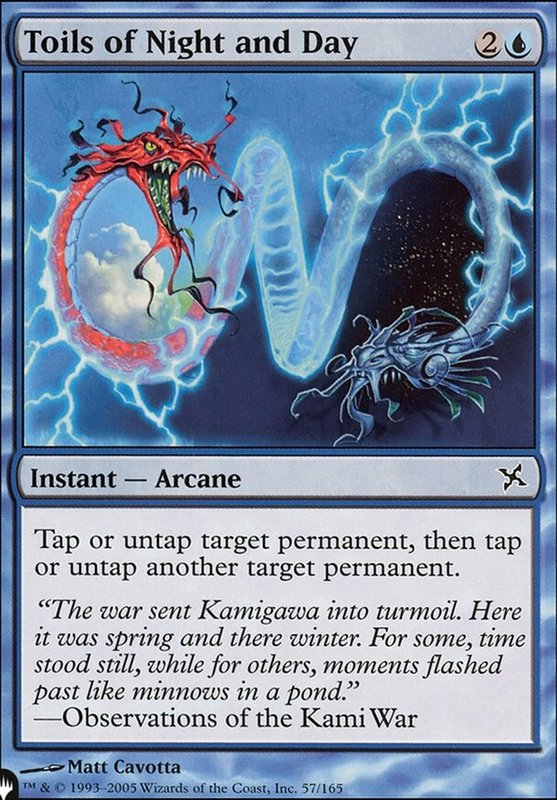 Toils of Night and Day
2
Instant — Arcane
Tap or untap target permanent, then tap
or untap another target permanent.
“The war sent Kamigawa into turmoil. Here
it was spring and there winter. For some, time
stood still, while for others, moments flashed
past like minnows in a pond.”
—Observations of the Kami War
Matt Cavotta
™ & © 1993–2005 Wizards of the Coast, Inc. 57/165